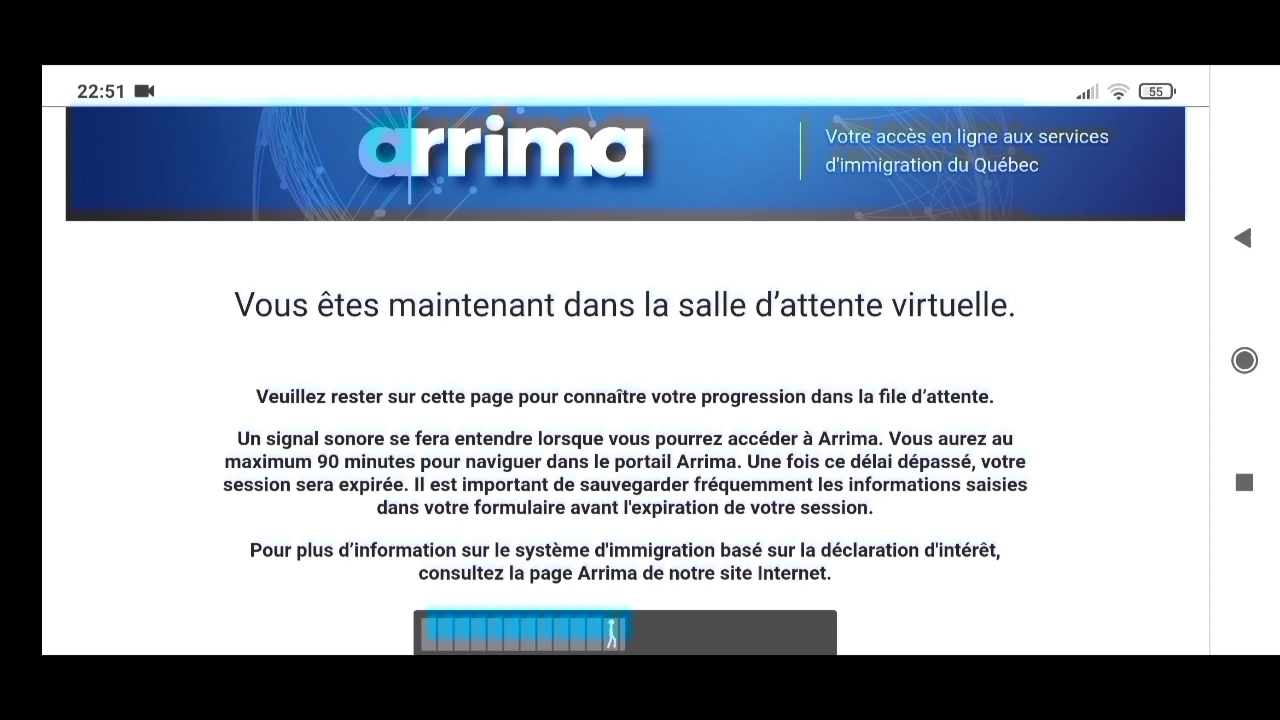 22:51
55
arrima
Votre accès en ligne aux services
d'immigration du Québec
Vous êtes maintenant dans la salle d’attente virtuelle.
Veuillez rester sur cette page pour connaître votre progression dans la file d’attente.
Un signal sonore se fera entendre lorsque vous pourrez accéder à Arrima. Vous aurez au
maximum 90 minutes pour naviguer dans le portail Arrima. Une fois ce délai dépassé, votre
session sera expirée. Il est important de sauvegarder fréquemment les informations saisies
dans votre formulaire avant l'expiration de votre session.
Pour plus d’information sur le système d'immigration basé sur la déclaration d'intérêt,
consultez la page Arrima de notre site Internet.